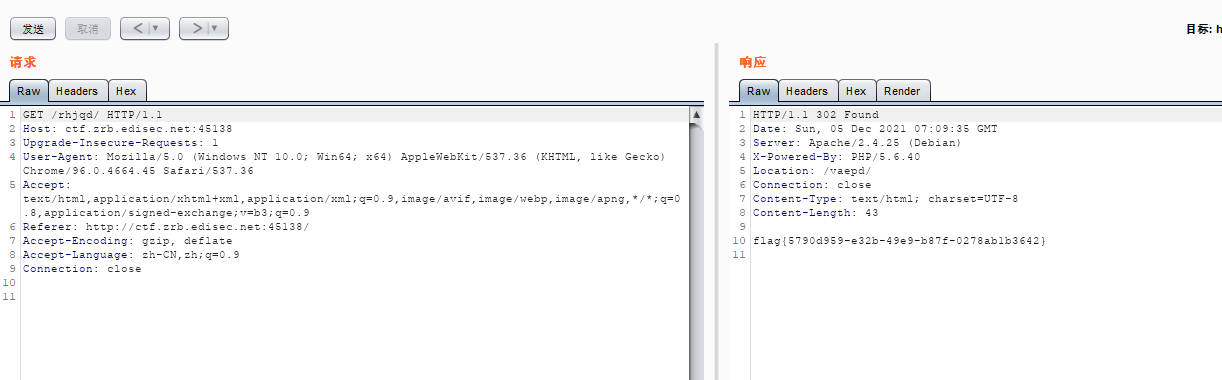 发送 取消 < >
目标: h
请求
Raw Headers Hex
1 GET /rhjqd/ HTTP/1.1
2 Host: ctf.zrb.edisec.net:45138
3 Upgrade-Insecure-Requests: 1
4 User-Agent: Mozilla/5.0 (Windows NT 10.0; Win64; x64) AppleWebKit/537.36 (KHTML, like Gecko)
Chrome/96.0.4664.45 Safari/537.36
5 Accept:
text/html,application/xhtml+xml,application/xml;q=0.9,image/avif,image/webp,image/apng,*/*;q=0
.8,application/signed-exchange;v=b3;q=0.9
6 Referer: http://ctf.zrb.edisec.net:45138/
7 Accept-Encoding: gzip, deflate
8 Accept-Language: zh-CN,zh;q=0.9
9 Connection: close
10
11
响应
Raw Headers Hex Render
1 HTTP/1.1 302 Found
2 Date: Sun, 05 Dec 2021 07:09:35 GMT
3 Server: Apache/2.4.25 (Debian)
4 X-Powered-By: PHP/5.6.40
5 Location: /vaepd/
6 Connection: close
7 Content-Type: text/html; charset=UTF-8
8 Content-Length: 43
9
10 flag{5790d959-e32b-49e9-b87f-0278ab1b3642}
11